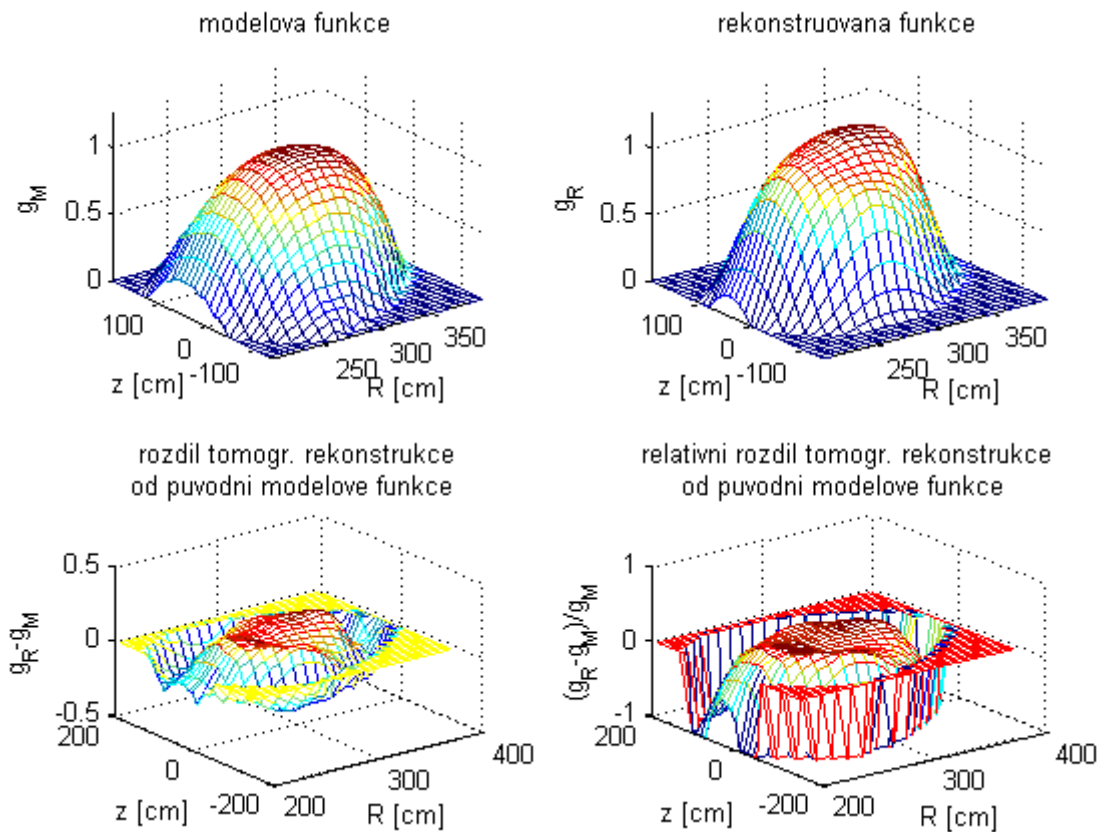 modelova funkce
rekonstruovana funkce
1
0.5
0
g_M
100
0
-100
z [cm]
250
300
350
R [cm]
1
0.5
0
g_R
100
0
-100
z [cm]
250
300
350
R [cm]
rozdil tomogr. rekonstrukce
od puvodni modelove funkce
relativni rozdil tomogr. rekonstrukce
od puvodni modelove funkce
0.5
0
-0.5
g_R-g_M
200
0
-200
z [cm]
200
300
400
R [cm]
1
0
-1
(g_R-g_M)/g_M
200
0
-200
z [cm]
200
300
400
R [cm]